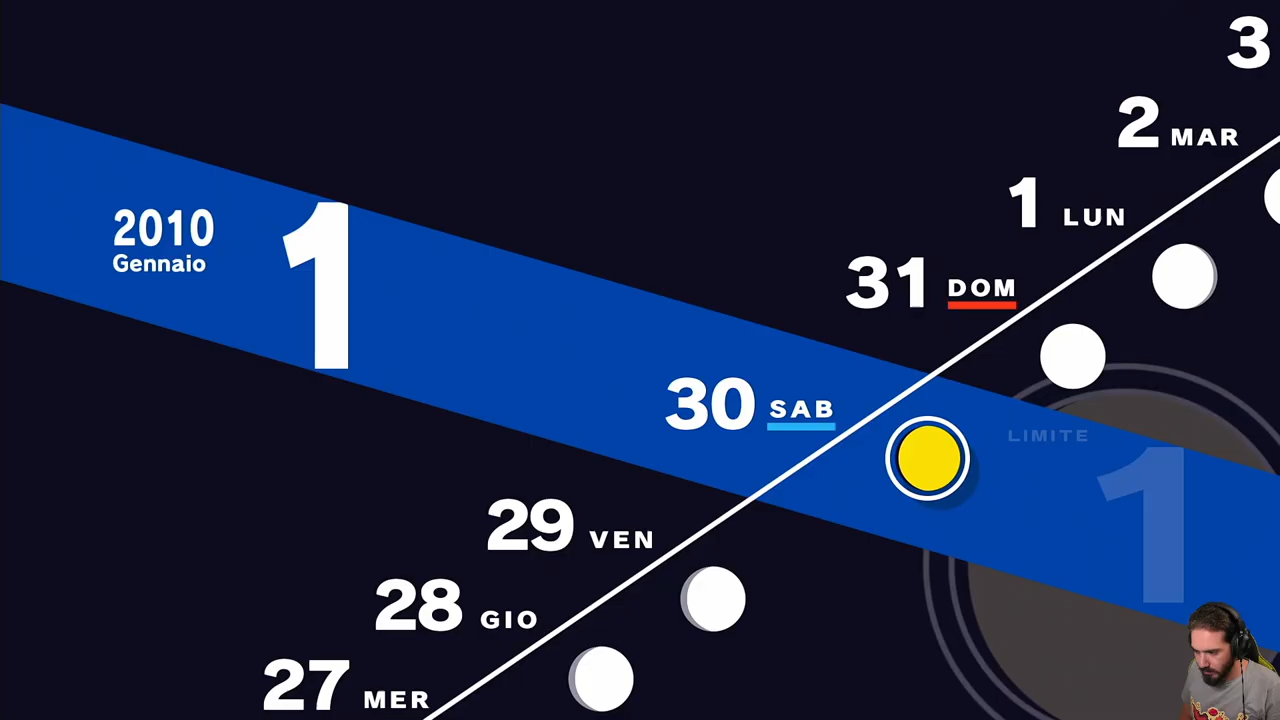 3
2 MAR
1 LUN
31 DOM
2010
Gennaio
1
30 SAB
LIMITE
1
29 VEN
28 GIO
27 MER